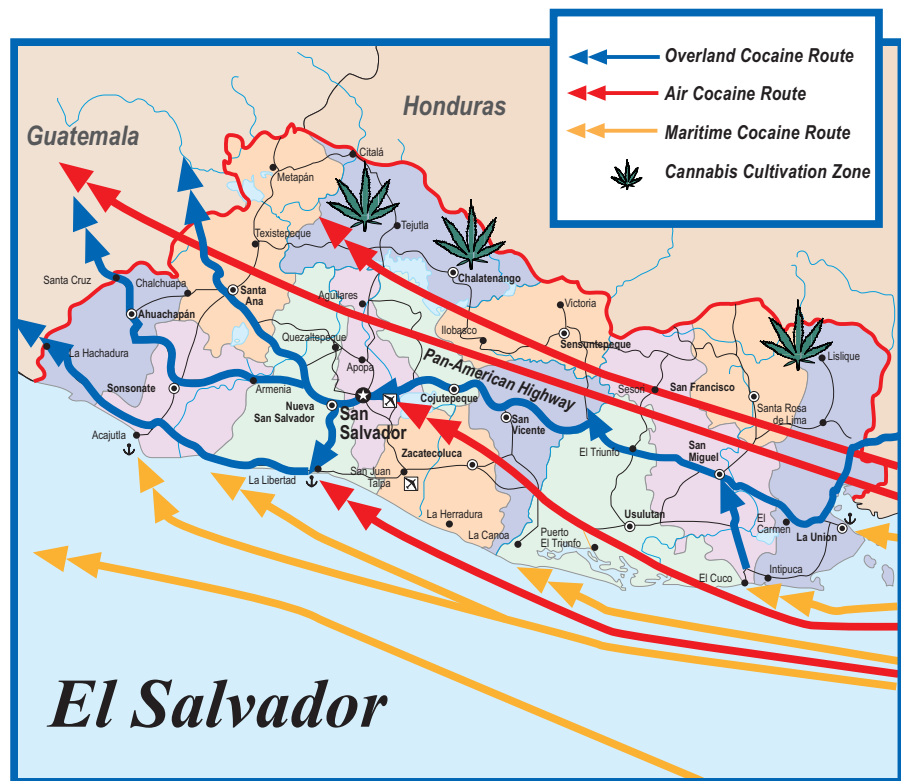 Overland Cocaine Route
Air Cocaine Route
Maritime Cocaine Route
Cannabis Cultivation Zone
Honduras
Guatemala
Citalá
Metapán
Tejutla
Texistepeque
Chalatenango
Santa Cruz
Chalchuapa
Santa
Ana
Aguilares
Victoria
Ahuachapán
Ilobasco
Sensuntepeque
Quezaltepeque
La Hachadura
Apopa
Pan-American Highway
Lislique
Sonsonate
Armenia
Cojutepeque
Sesori
San Francisco
Nueva
San Salvador
San
Salvador
San
Vicente
Santa Rosa
de Lima
Acajutla
Zacatecoluca
El Triunfo
San
Miguel
La Libertad
San Juan
Talpa
La Herradura
Usulutan
El
Carmen
La Union
La Canoa
Puerto
El Triunfo
El Cuco
Intipuca
El Salvador